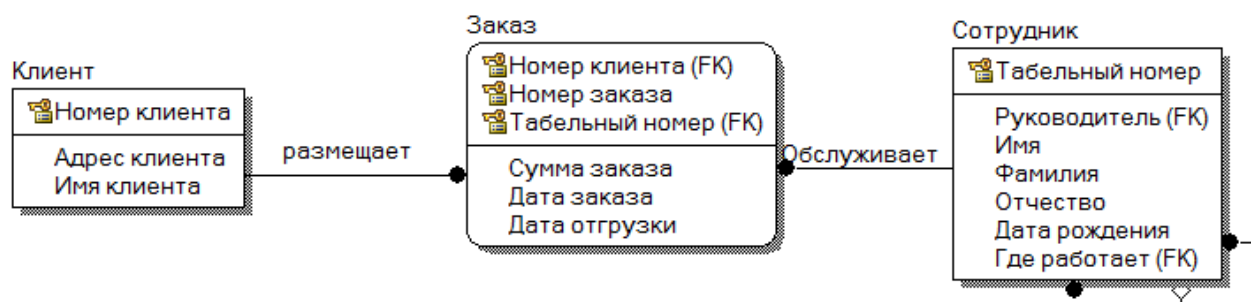 Клиент
Номер клиента
Адрес клиента
Имя клиента
размещает
Заказ
Номер клиента (FK)
Номер заказа
Табельный номер (FK)
Сумма заказа
Дата заказа
Дата отгрузки
Обслуживает
Сотрудник
Табельный номер
Руководитель (FK)
Имя
Фамилия
Отчество
Дата рождения
Где работает (FK)